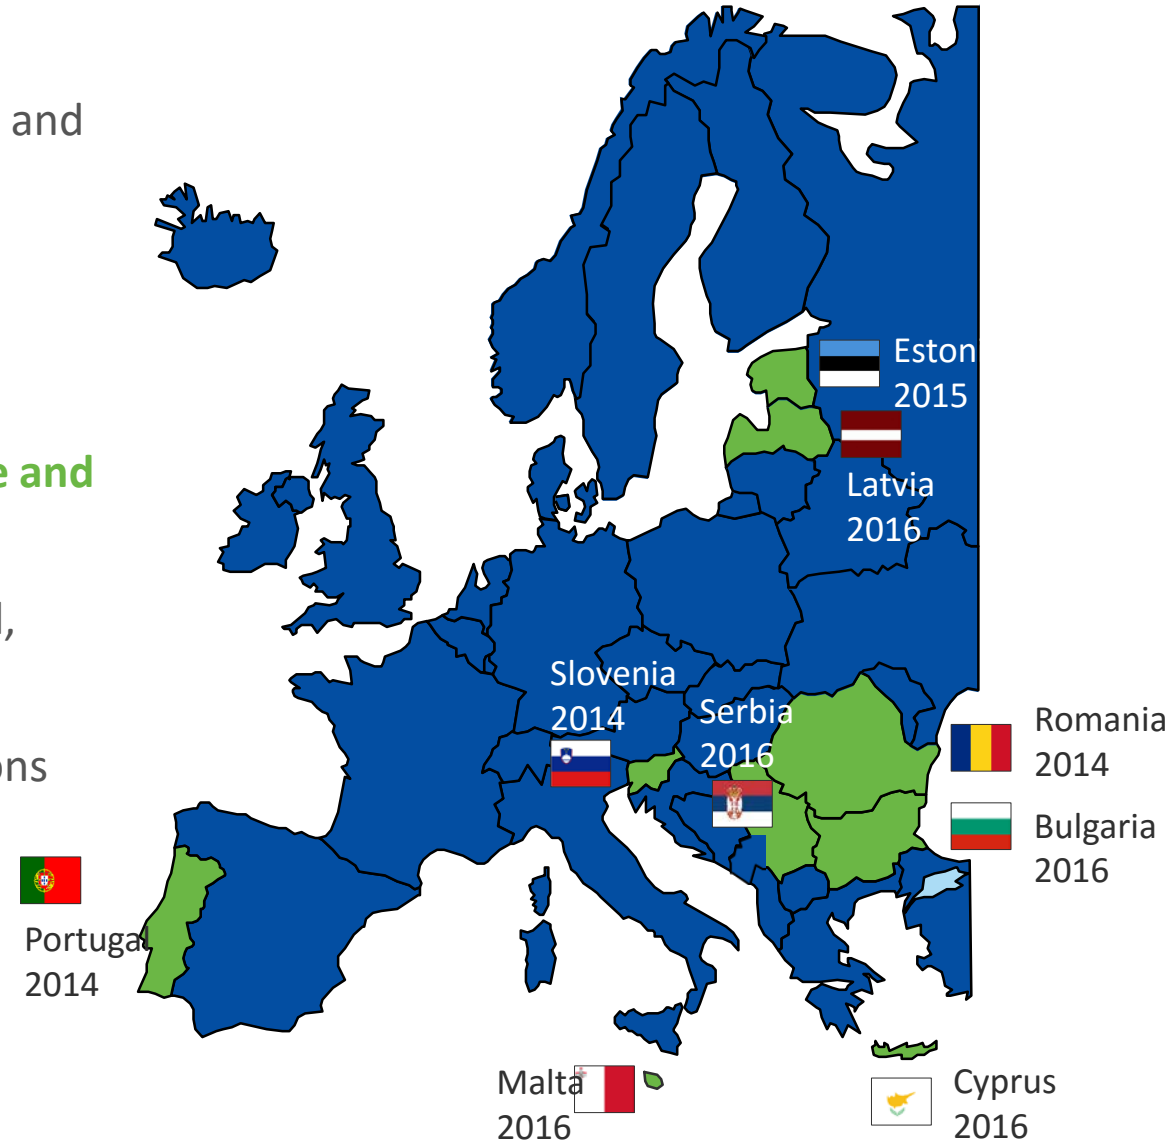 and
e and
l,
ons
Eston
2015
Latvia
2016
Slovenia
2014
Serbia
2016
Romania
2014
Bulgaria
2016
Portugal
2014
Malta
2016
Cyprus
2016